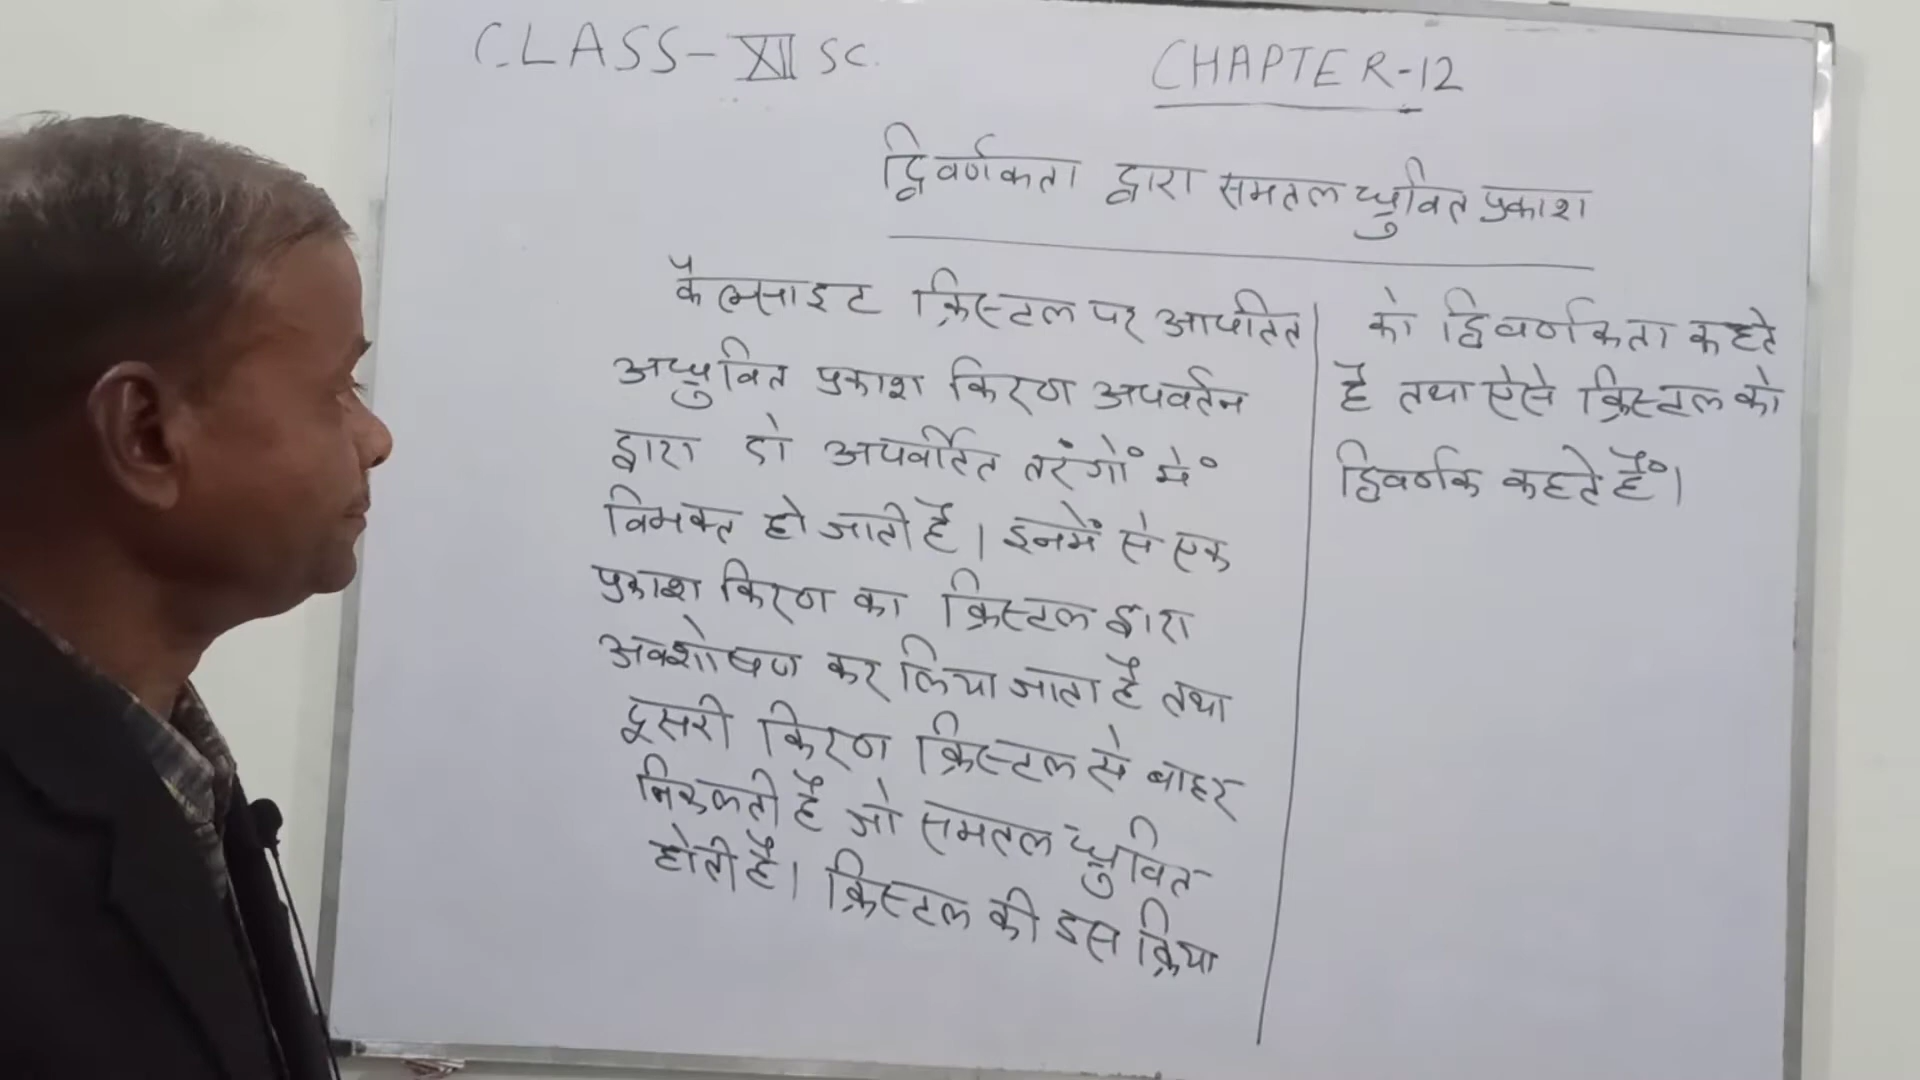 CLASS-XII SC.
CHAPTER-12
द्विवर्णकता द्वारा समतल ध्रुवित प्रकाश
कैल्साइट क्रिस्टल पर आपतित
अध्रुवित प्रकाश किरण अपवर्तन
द्वारा दो अपवर्तित तरंगों में
विभक्त हो जाती है। इनमें से एक
प्रकाश किरण का क्रिस्टल द्वारा
अवशोषण कर लिया जाता है तथा
दूसरी किरण क्रिस्टल से बाहर
निकलती है जो समतल ध्रुवित
होती है। क्रिस्टल की इस क्रिया
को द्विवर्णकता कहते
है तथा ऐसे क्रिस्टल को
द्विवर्णक कहते हैं।